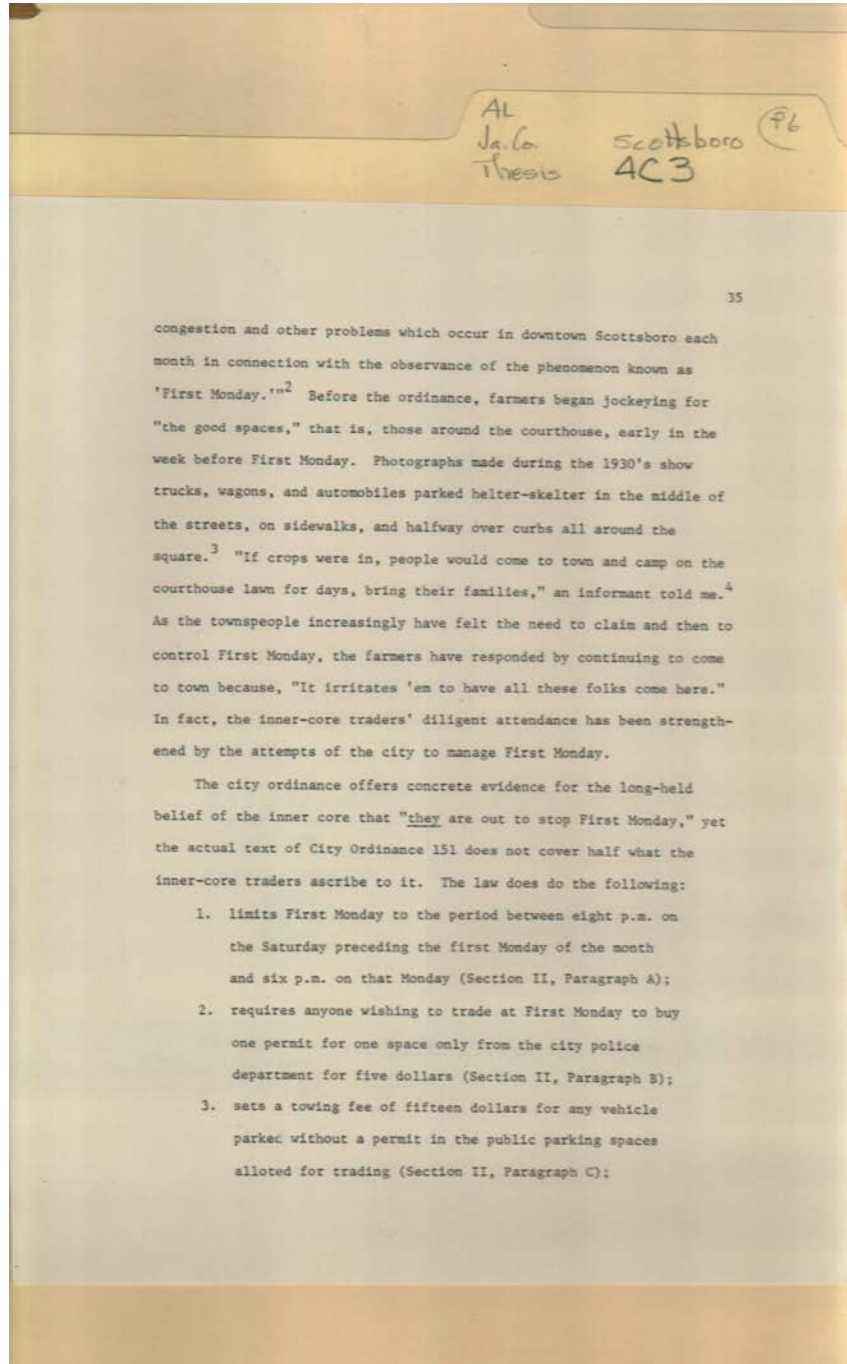 AL
Ja.Co. Scottsboro P6
Thesis 4C3
35
congestion and other problems which occur in downtown Scottsboro each
month in connection with the observance of the phenomenon known as
'First Monday.'"2 Before the ordinance, farmers began jockeying for
"the good spaces," that is, those around the courthouse, early in the
week before First Monday. Photographs made during the 1930's show
trucks, wagons, and automobiles parked helter-skelter in the middle of
the streets, on sidewalks, and halfway over curbs all around the
square.3 "If crops were in, people would come to town and camp on the
courthouse lawn for days, bring their families," an informant told me.4
As the townspeople increasingly have felt the need to claim and then to
control First Monday, the farmers have responded by continuing to come
to town because, "It irritates 'em to have all these folks come here."
In fact, the inner-core traders' diligent attendance has been strength-
ened by the attempts of the city to manage First Monday.
The city ordinance offers concrete evidence for the long-held
belief of the inner core that "they are out to stop First Monday," yet
the actual text of City Ordinance 151 does not cover half what the
inner-core traders ascribe to it. The law does do the following:
1. limits First Monday to the period between eight p.m. on
the Saturday preceding the first Monday of the month
and six p.m. on that Monday (Section II, Paragraph A);
2. requires anyone wishing to trade at First Monday to buy
one permit for one space only from the city police
department for five dollars (Section II, Paragraph B);
3. sets a towing fee of fifteen dollars for any vehicle
parked without a permit in the public parking spaces
alloted for trading (Section II, Paragraph C);